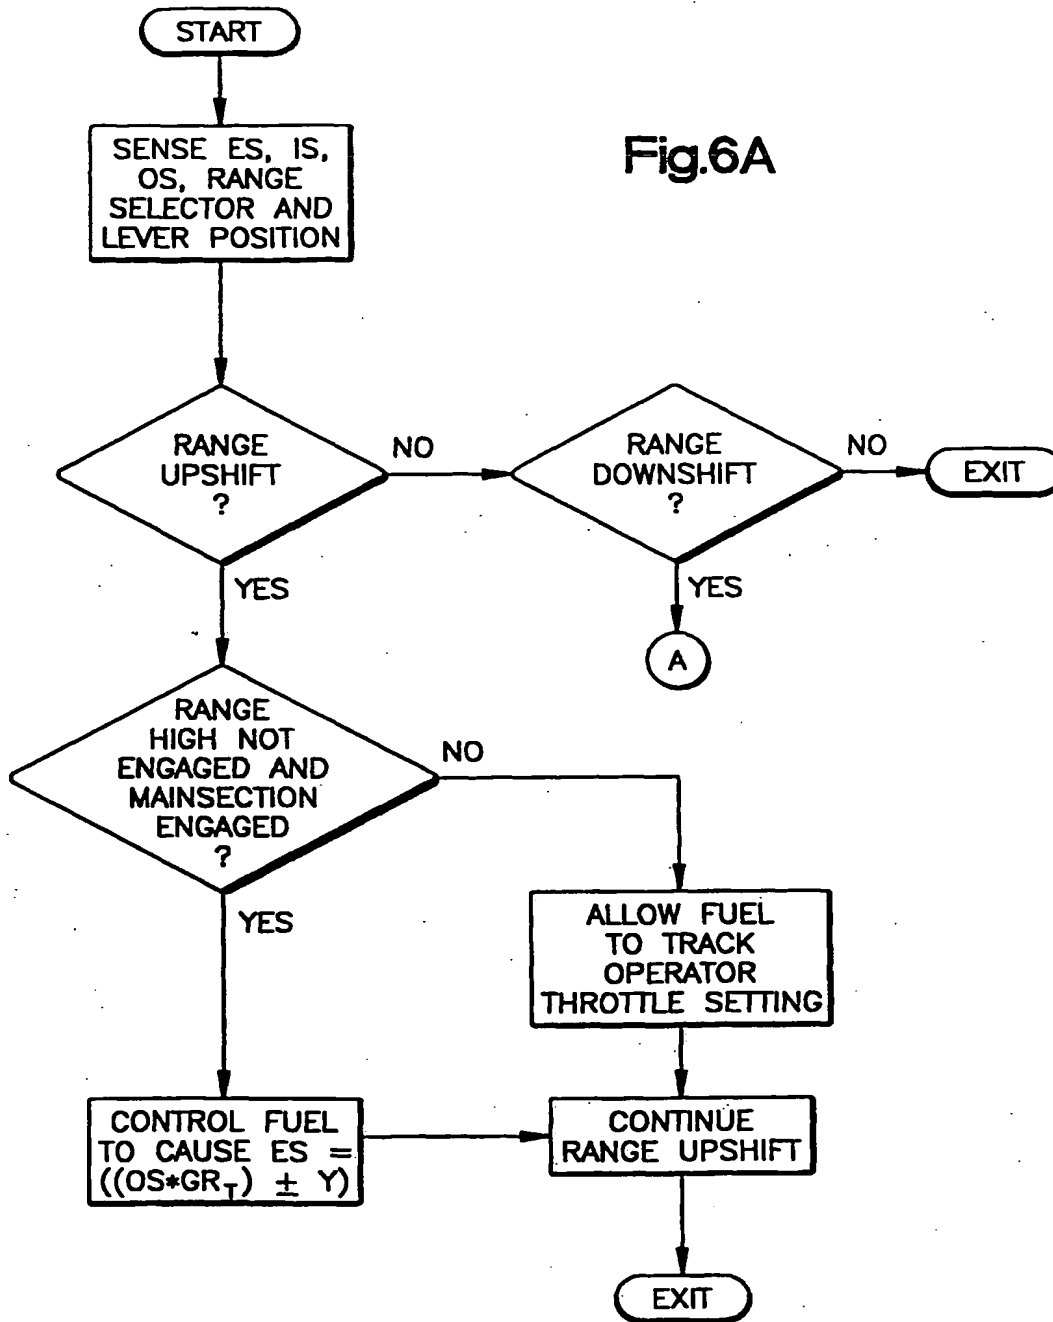 START
Fig.6A
SENSE ES, IS,
OS, RANGE
SELECTOR AND
LEVER POSITION
RANGE
UPSHIFT
?
NO
RANGE
DOWNSHIFT
?
NO
EXIT
YES
YES
A
RANGE
HIGH NOT
ENGAGED AND
MAINSECTION
ENGAGED
?
NO
YES
ALLOW FUEL
TO TRACK
OPERATOR
THROTTLE SETTING
CONTROL FUEL
TO CAUSE ES =
((OS*GR_T) ± Y)
CONTINUE
RANGE UPSHIFT
EXIT